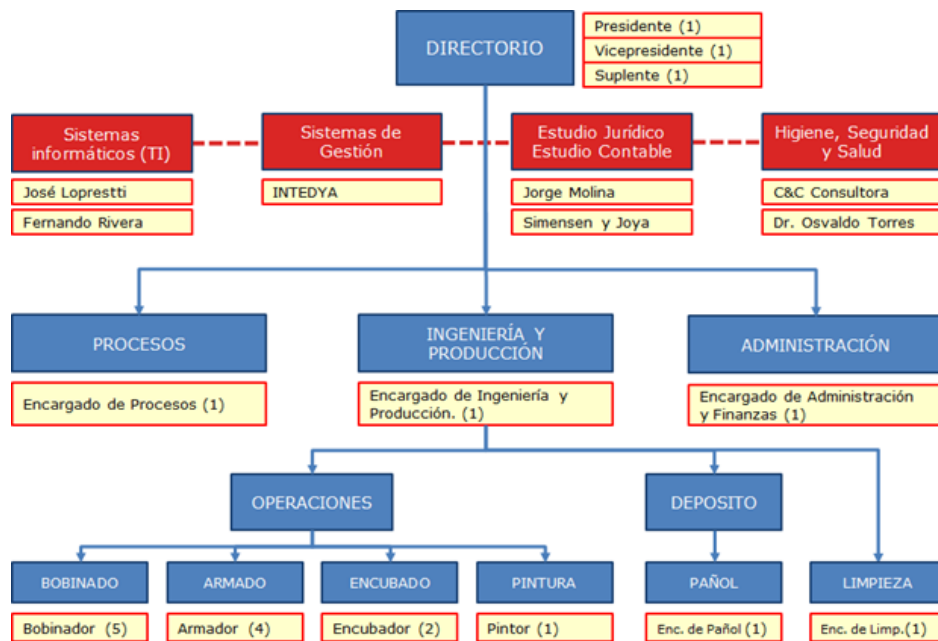 DIRECTORIO
Presidente (1)
Vicepresidente (1)
Suplente (1)
Sistemas
informáticos (TI)
JoséLoprestti
Fernando Rivera
Sistemas de
Gestión
INTEDYA
Estudio Jurídico
Estudio Contable
Jorge Molina
Simensen y Joya
Higiene, Seguridad
y Salud
C&C Consultora
Dr. Osvaldo Torres
PROCESOS
Encargado de Procesos (1)
INGENIERÍA Y
PRODUCCIÓN
Encargado de Ingeniería y
Producción. (1)
ADMINISTRACIÓN
Encargado de Administración
y Finanzas (1)
OPERACIONES
DEPOSITO
BOBINADO
Bobinador (5)
ARMADO
Armador (4)
ENCUBADO
Encubador (2)
PINTURA
Pintor (1)
PAÑOL
Enc. de Pañol (1)
LIMPIEZA
Enc. de Limp.(1)